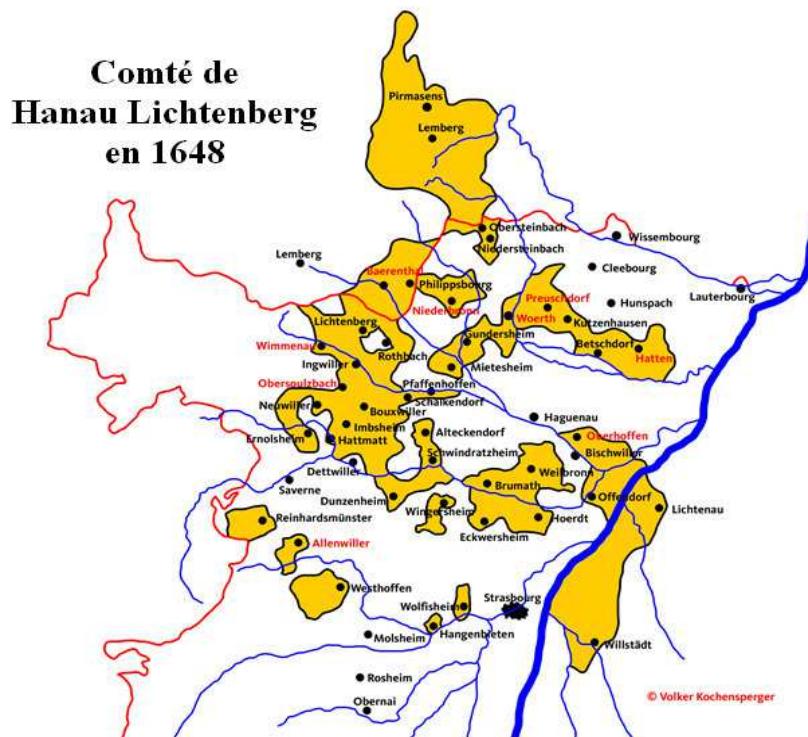 Comté de
Hanau Lichtenberg
en 1648
Pirmasens
Lemberg
Obersteinbach
Niedersteinbach
Wissembourg
Lemberg
Cleebourg
Baerenthal
Philippsbourg
Lauterbourg
Preuschdorf
Hunspach
Niederbronn
Woerth
Lichtenberg
Kutzenhausen
Gundersheim
Betschdorf
Wimmenau
Rothbach
Hatten
Ingwiller
Mietesheim
Obersoulzbach
Pfaffenhoffen
Schalkendorf
Neuwiller
Bouxwiller
Haguenau
Imbsheim
Alteckendorf
Oberhoffen
Ernolsheim
Hattmatt
Bischwiller
Schwindratzheim
Dettwiller
Weitbronn
Saverne
Brumath
Dunzenheim
Offendorf
Wingersheim
Lichtenau
Reinhardsmünster
Hoerdt
Eckwersheim
Allenwiller
Westhoffen
Strasbourg
Wolfisheim
Hangenbieten
Molsheim
Willstädt
Rosheim
Obernai
© Volker Kochensperger